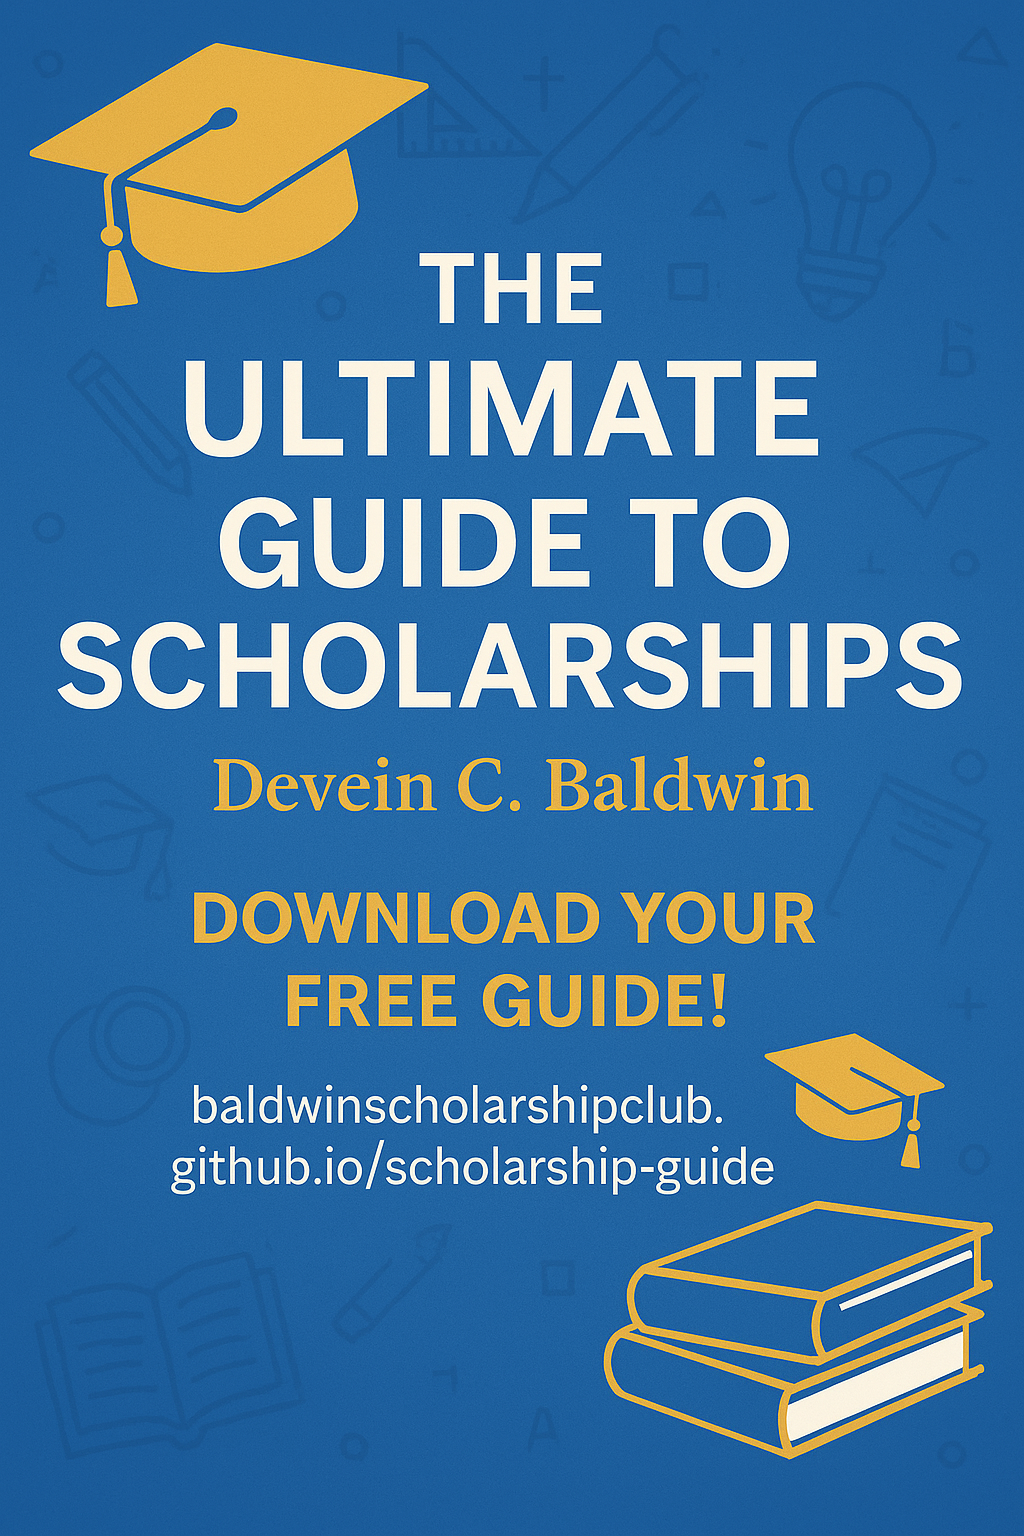 THE
ULTIMATE
GUIDE TO
SCHOLARSHIPS
Devein C. Baldwin
DOWNLOAD YOUR
FREE GUIDE!
baldwinscholarshipclub.
github.io/scholarship-guide